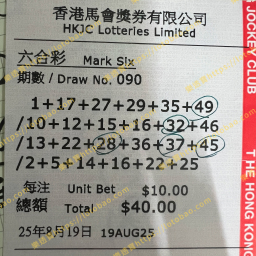 香港馬會獎券有限公司
HKJC Lotteries Limited
六合彩 Mark Six
期數 / Draw No. 090
1+17+27+29+35+49
/10+12+15+16+32+46
/13+22+28+36+37+45
/2+5+14+16+22+25
每注 Unit Bet $10.00
總額 Total $40.00
25年8月19日 19AUG25
JOCKEY CLUB
THE HONG KONG